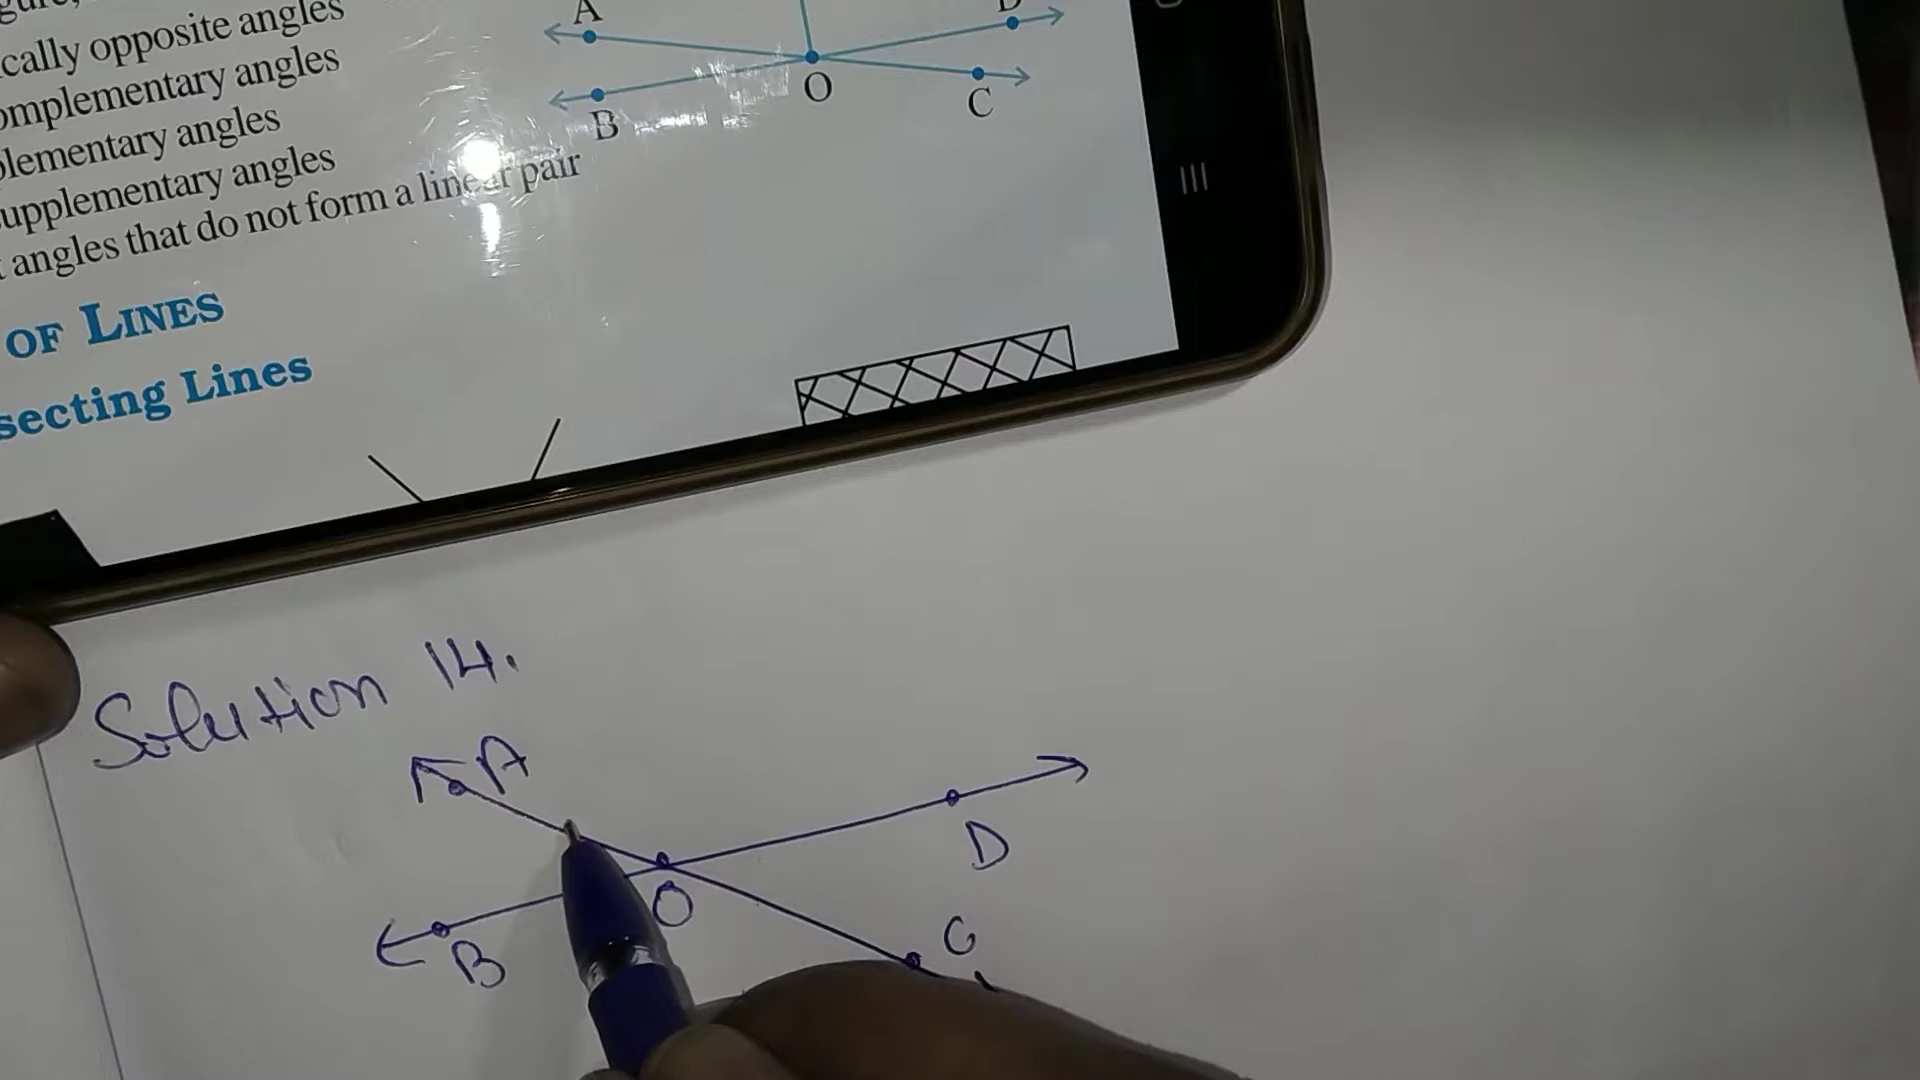 A
D
cally opposite angles
B
O
C
omplementary angles
lementary angles
upplementary angles
angles that do not form a linear pair
OF LINES
secting Lines
Solution 14.
A
D
O
B
C